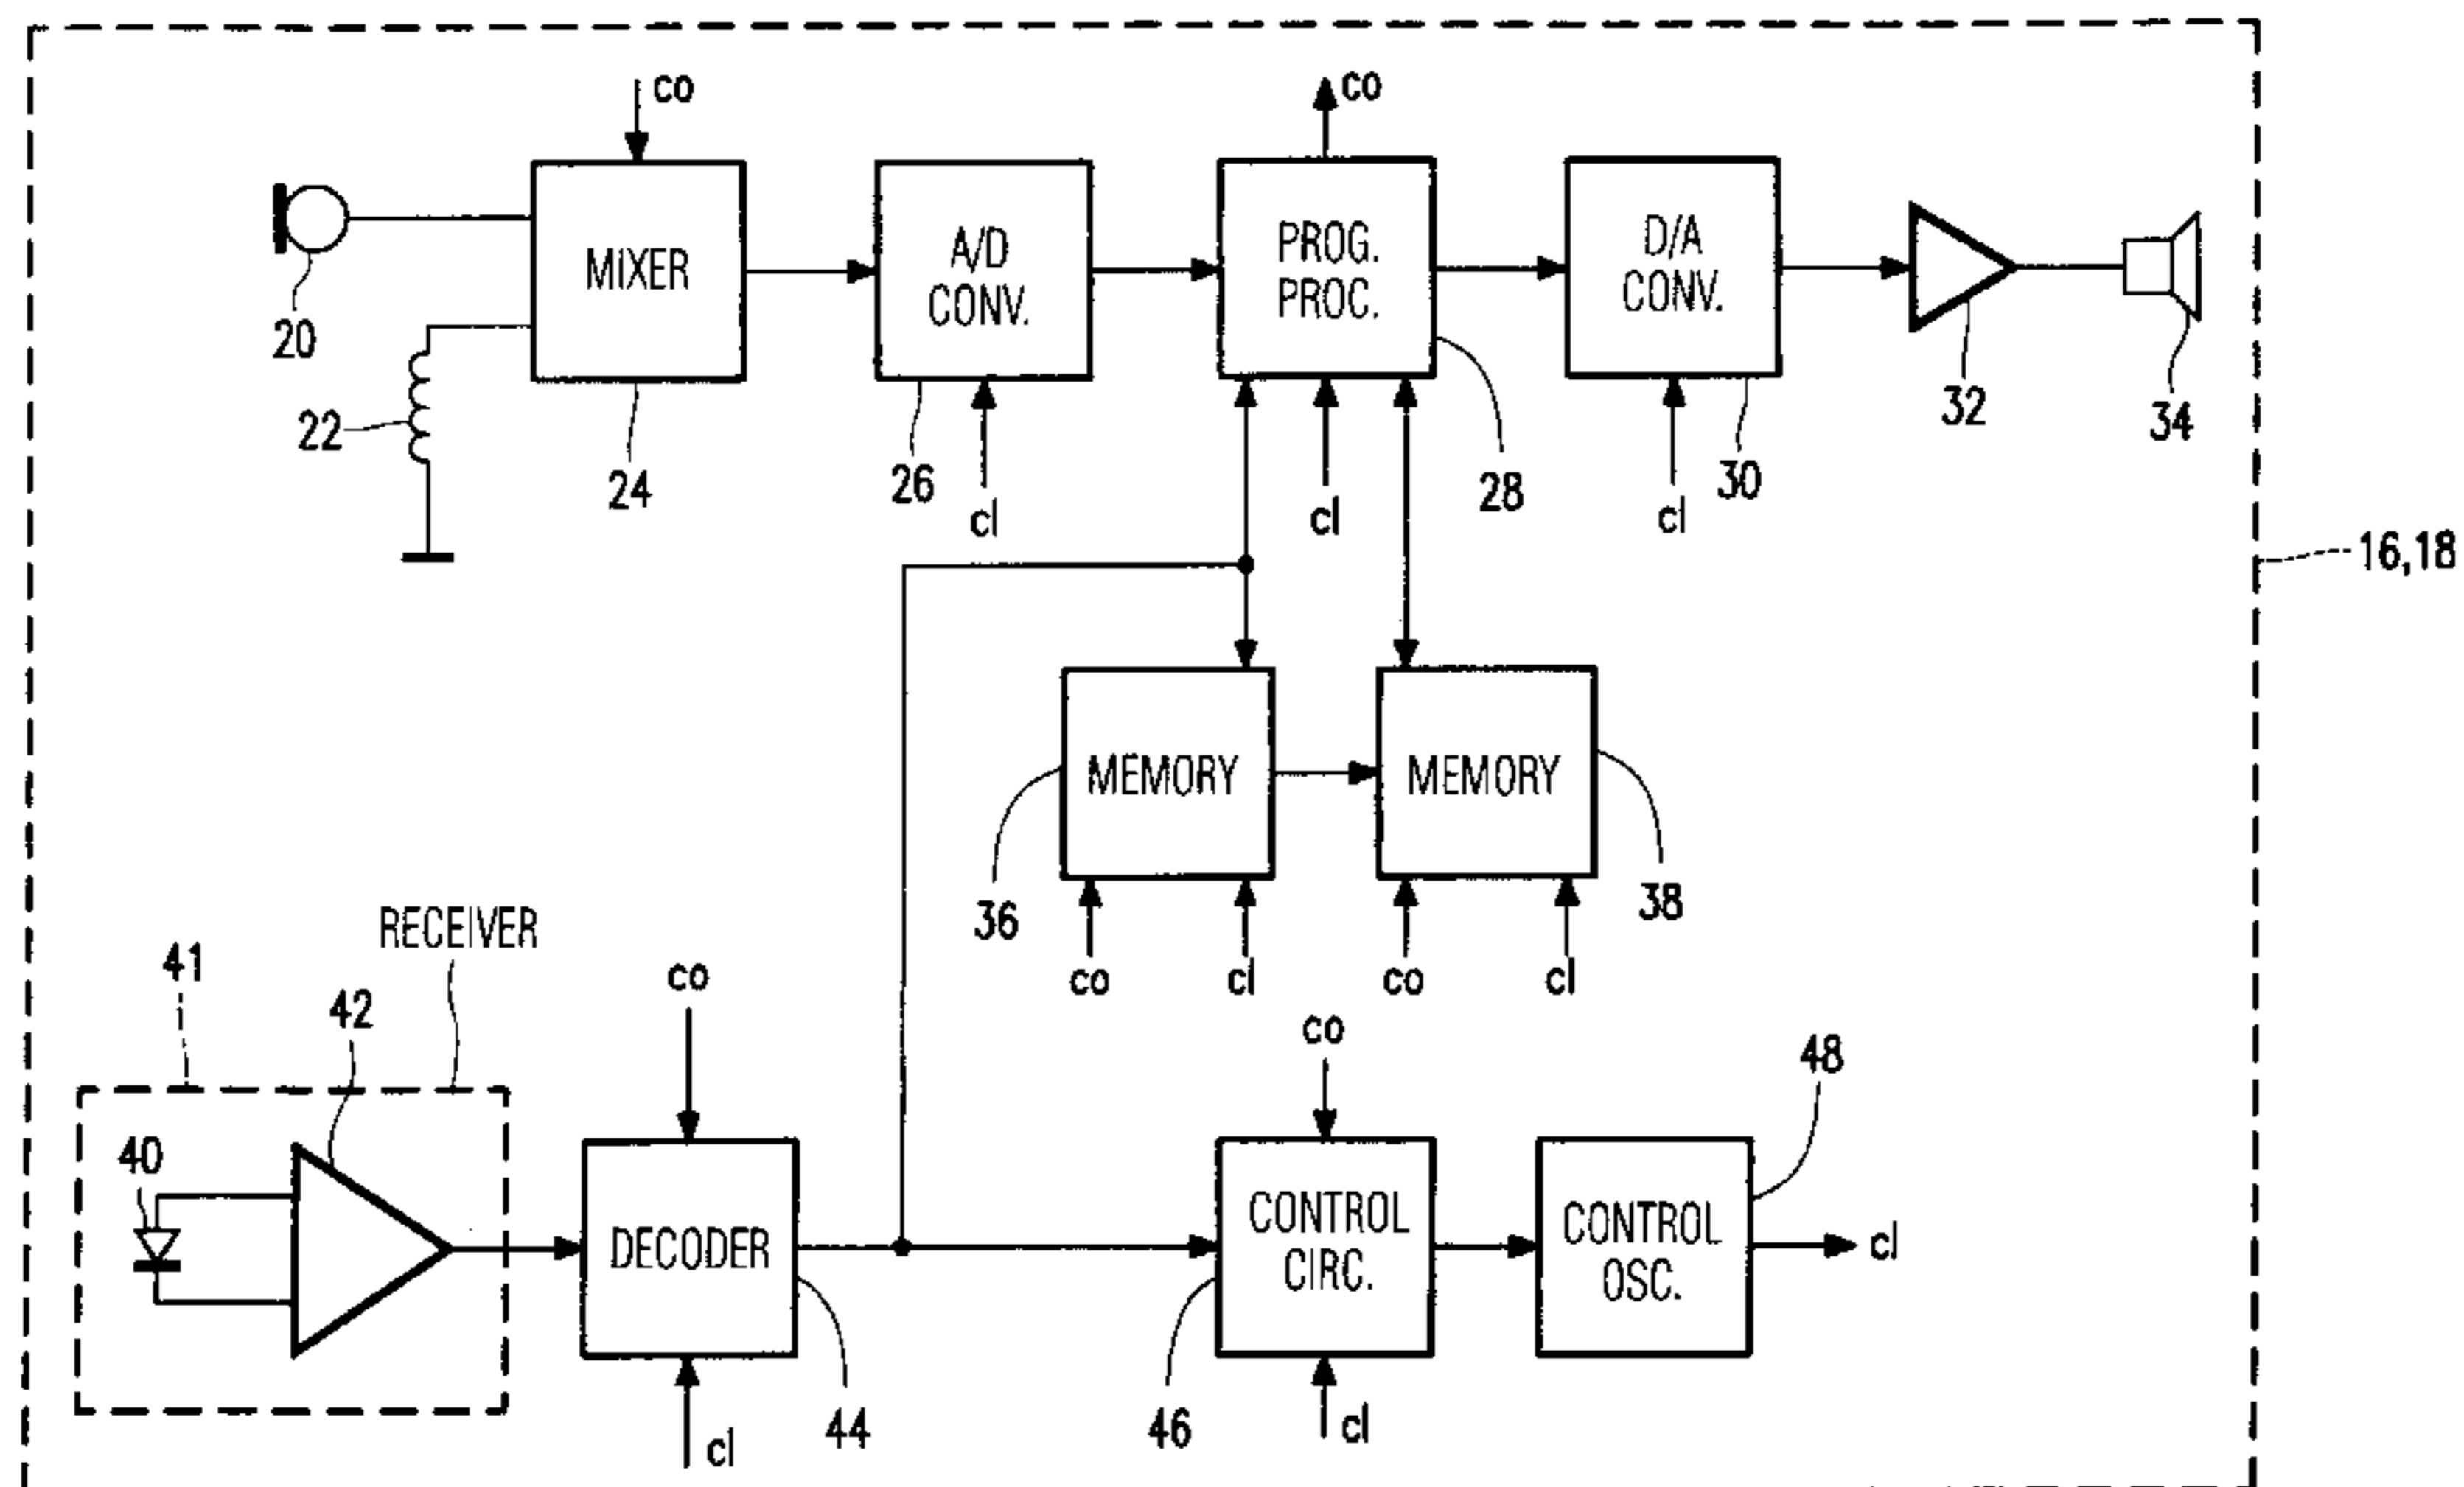 co
co
MIXER
A/D
CONV.
PROG.
PROC.
D/A
CONV.
20
22
24
26
cl
cl
28
cl
30
32
34
16,18
MEMORY
MEMORY
36
38
co
cl
co
cl
RECEIVER
41
42
40
co
DECODER
44
cl
co
CONTROL
CIRC.
46
cl
CONTROL
OSC.
48
cl